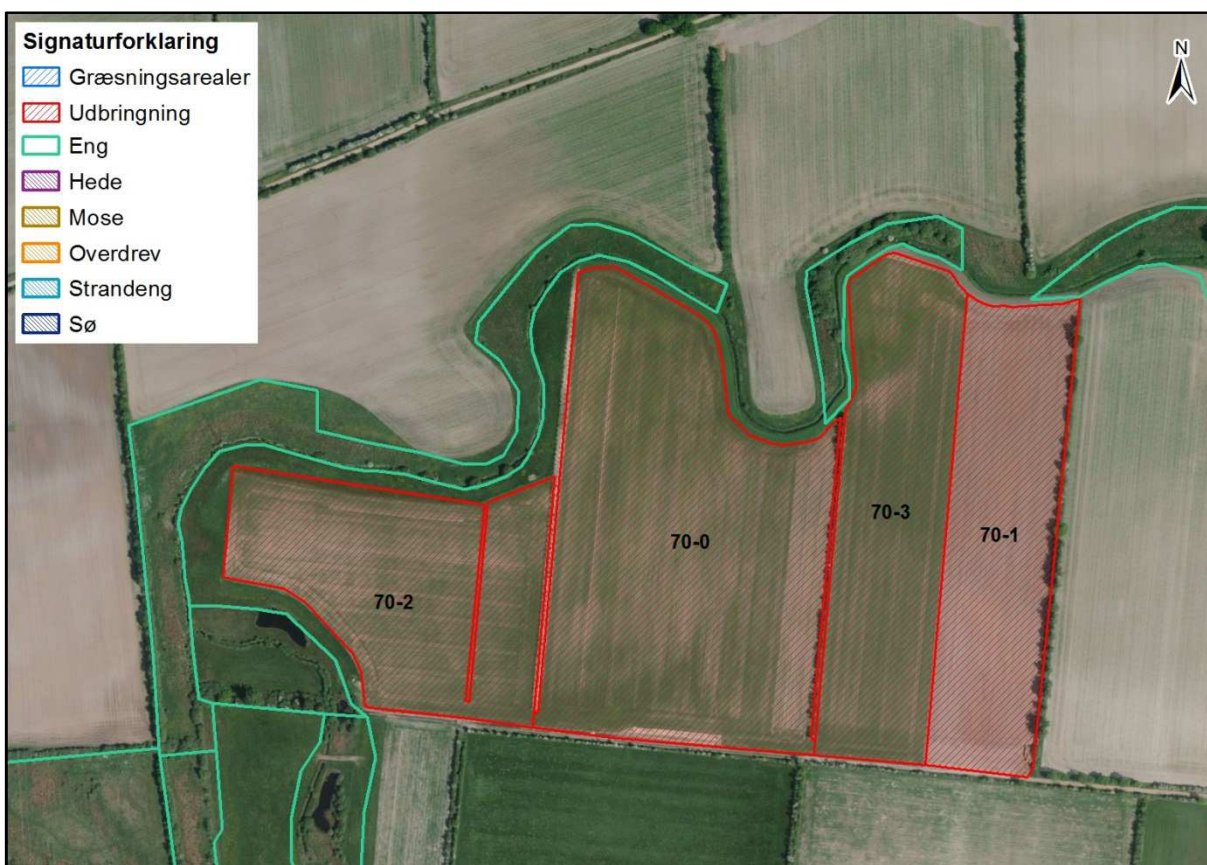 Signaturforklaring
Græsningsarealer
Udbringning
Eng
Hede
Mose
Overdrev
Strandeng
Sø
N
70-0
70-3
70-1
70-2